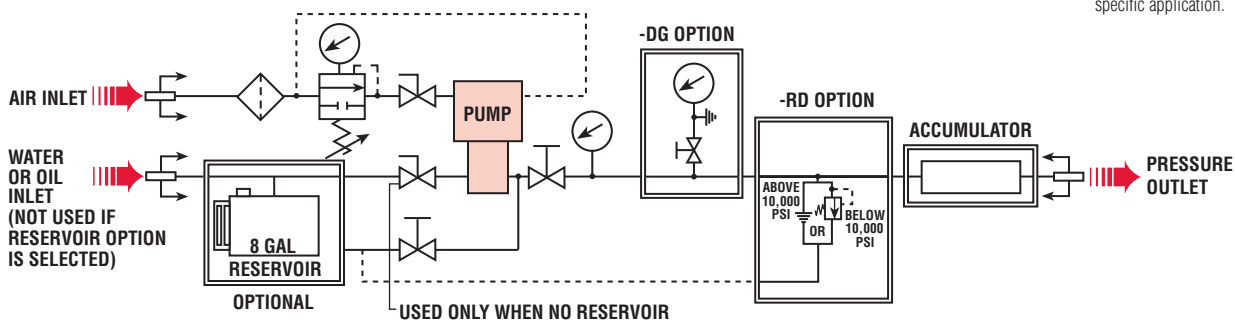 specific application.
-DG OPTION
-RD OPTION
AIR INLET
PUMP
ACCUMULATOR
WATER
OR OIL
INLET
(NOT USED IF
RESERVOIR OPTION
IS SELECTED)
PRESSURE
OUTLET
ABOVE
10,000
PSI
OR
BELOW
10,000
PSI
8 GAL
RESERVOIR
OPTIONAL
USED ONLY WHEN NO RESERVOIR